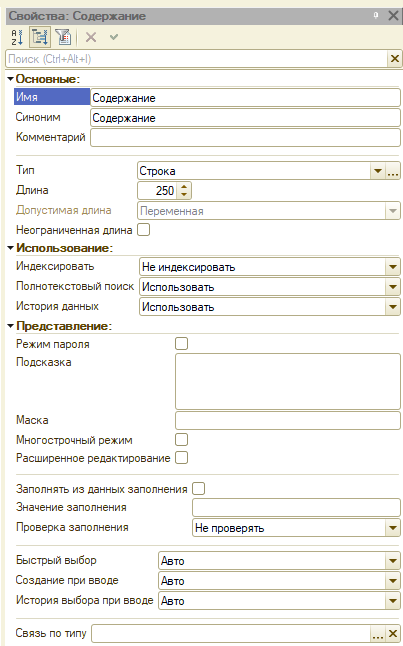 Свойства: Содержание
Поиск (Ctrl+Alt+I)
Основные:
Имя Содержание
Синоним Содержание
Комментарий
Тип Строка
Длина 250
Допустимая длина Переменная
Неограниченная длина
Использование:
Индексировать Не индексировать
Полнотекстовый поиск Использовать
История данных Использовать
Представление:
Режим пароля
Подсказка
Маска
Многострочный режим
Расширенное редактирование
Заполнять из данных заполнения
Значение заполнения
Проверка заполнения Не проверять
Быстрый выбор Авто
Создание при вводе Авто
История выбора при вводе Авто
Связь по типу